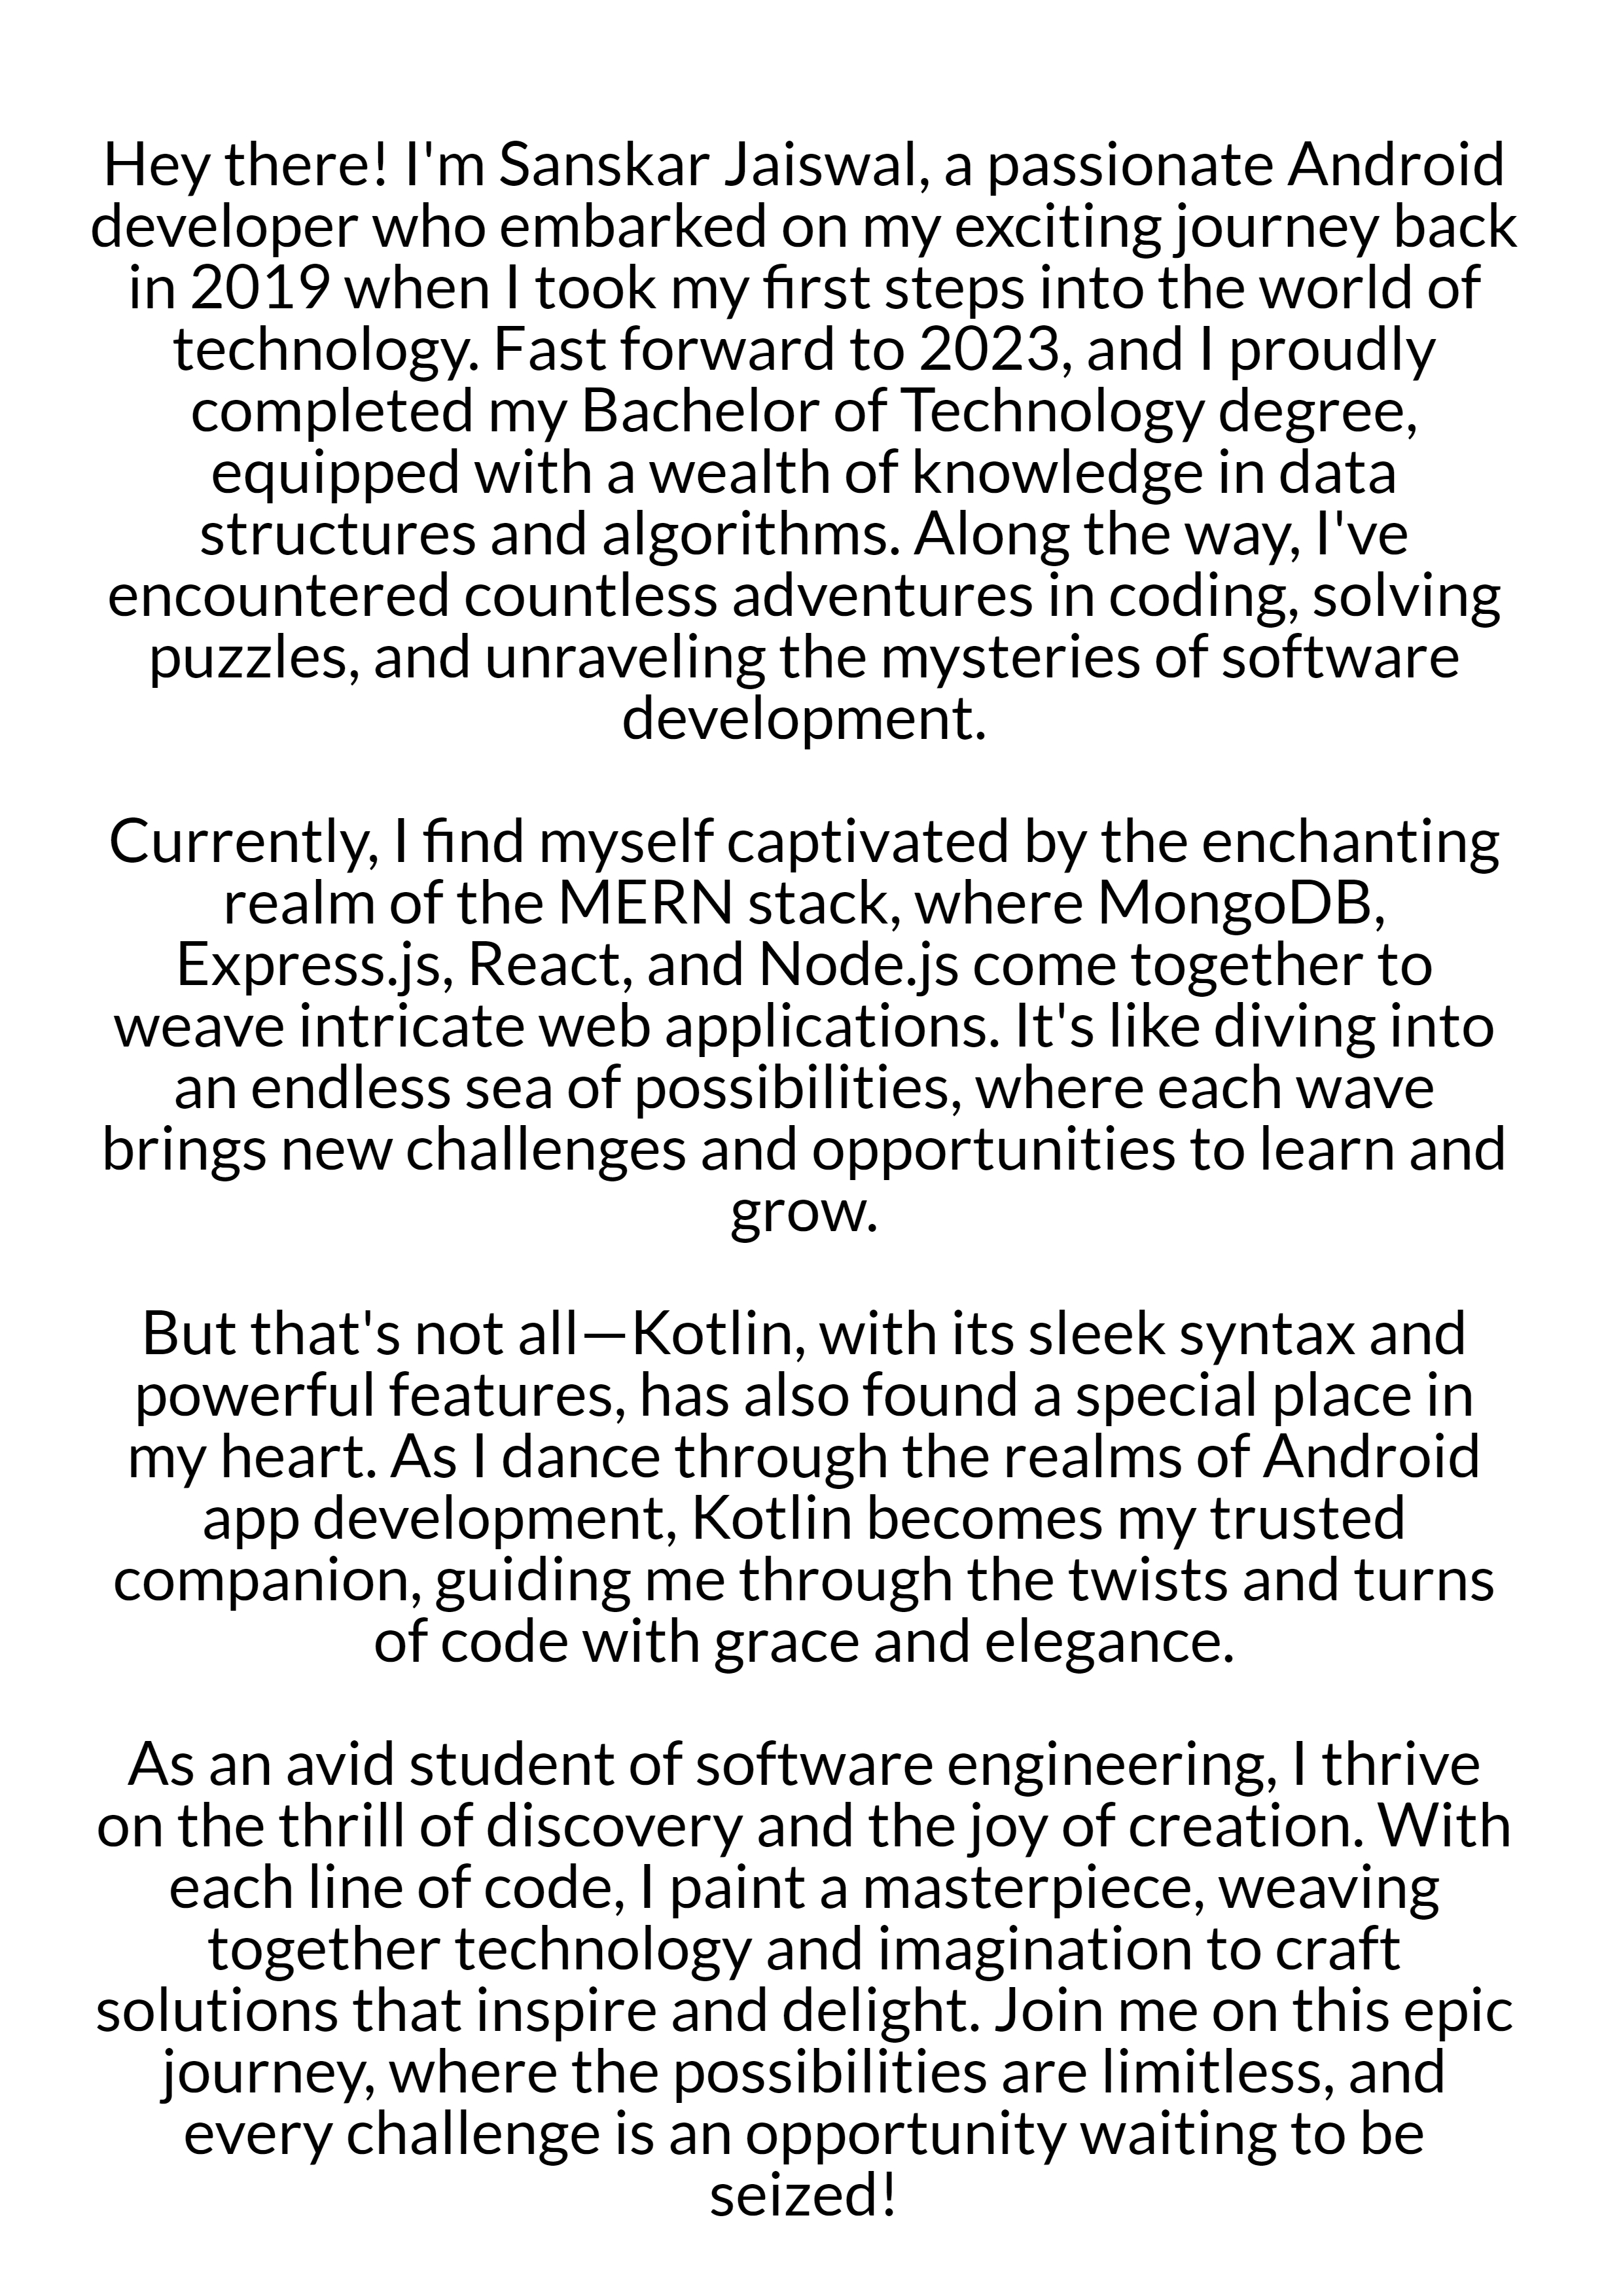 Hey there! I'm Sanskar Jaiswal, a passionate Android
developer who embarked on my exciting journey back
in 2019 when I took my first steps into the world of
technology. Fast forward to 2023, and I proudly
completed my Bachelor of Technology degree,
equipped with a wealth of knowledge in data
structures and algorithms. Along the way, I've
encountered countless adventures in coding, solving
puzzles, and unraveling the mysteries of software
development.

Currently, I find myself captivated by the enchanting
realm of the MERN stack, where MongoDB,
Express.js, React, and Node.js come together to
weave intricate web applications. It's like diving into
an endless sea of possibilities, where each wave
brings new challenges and opportunities to learn and
grow.

But that's not all—Kotlin, with its sleek syntax and
powerful features, has also found a special place in
my heart. As I dance through the realms of Android
app development, Kotlin becomes my trusted
companion, guiding me through the twists and turns
of code with grace and elegance.

As an avid student of software engineering, I thrive
on the thrill of discovery and the joy of creation. With
each line of code, I paint a masterpiece, weaving
together technology and imagination to craft
solutions that inspire and delight. Join me on this epic
journey, where the possibilities are limitless, and
every challenge is an opportunity waiting to be
seized!